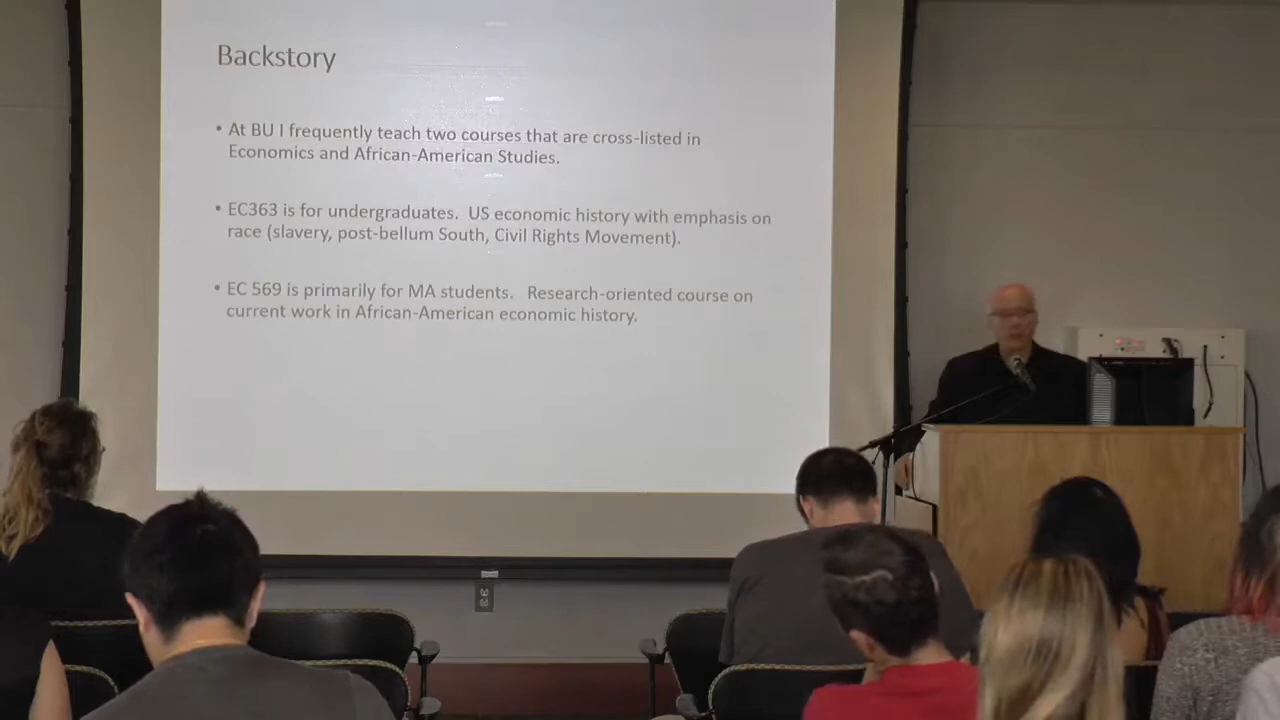 Backstory
• At BU I frequently teach two courses that are cross-listed in
Economics and African-American Studies.
• EC363 is for undergraduates.  US economic history with emphasis on
race (slavery, post-bellum South, Civil Rights Movement).
• EC 569 is primarily for MA students.  Research-oriented course on
current work in African-American economic history.